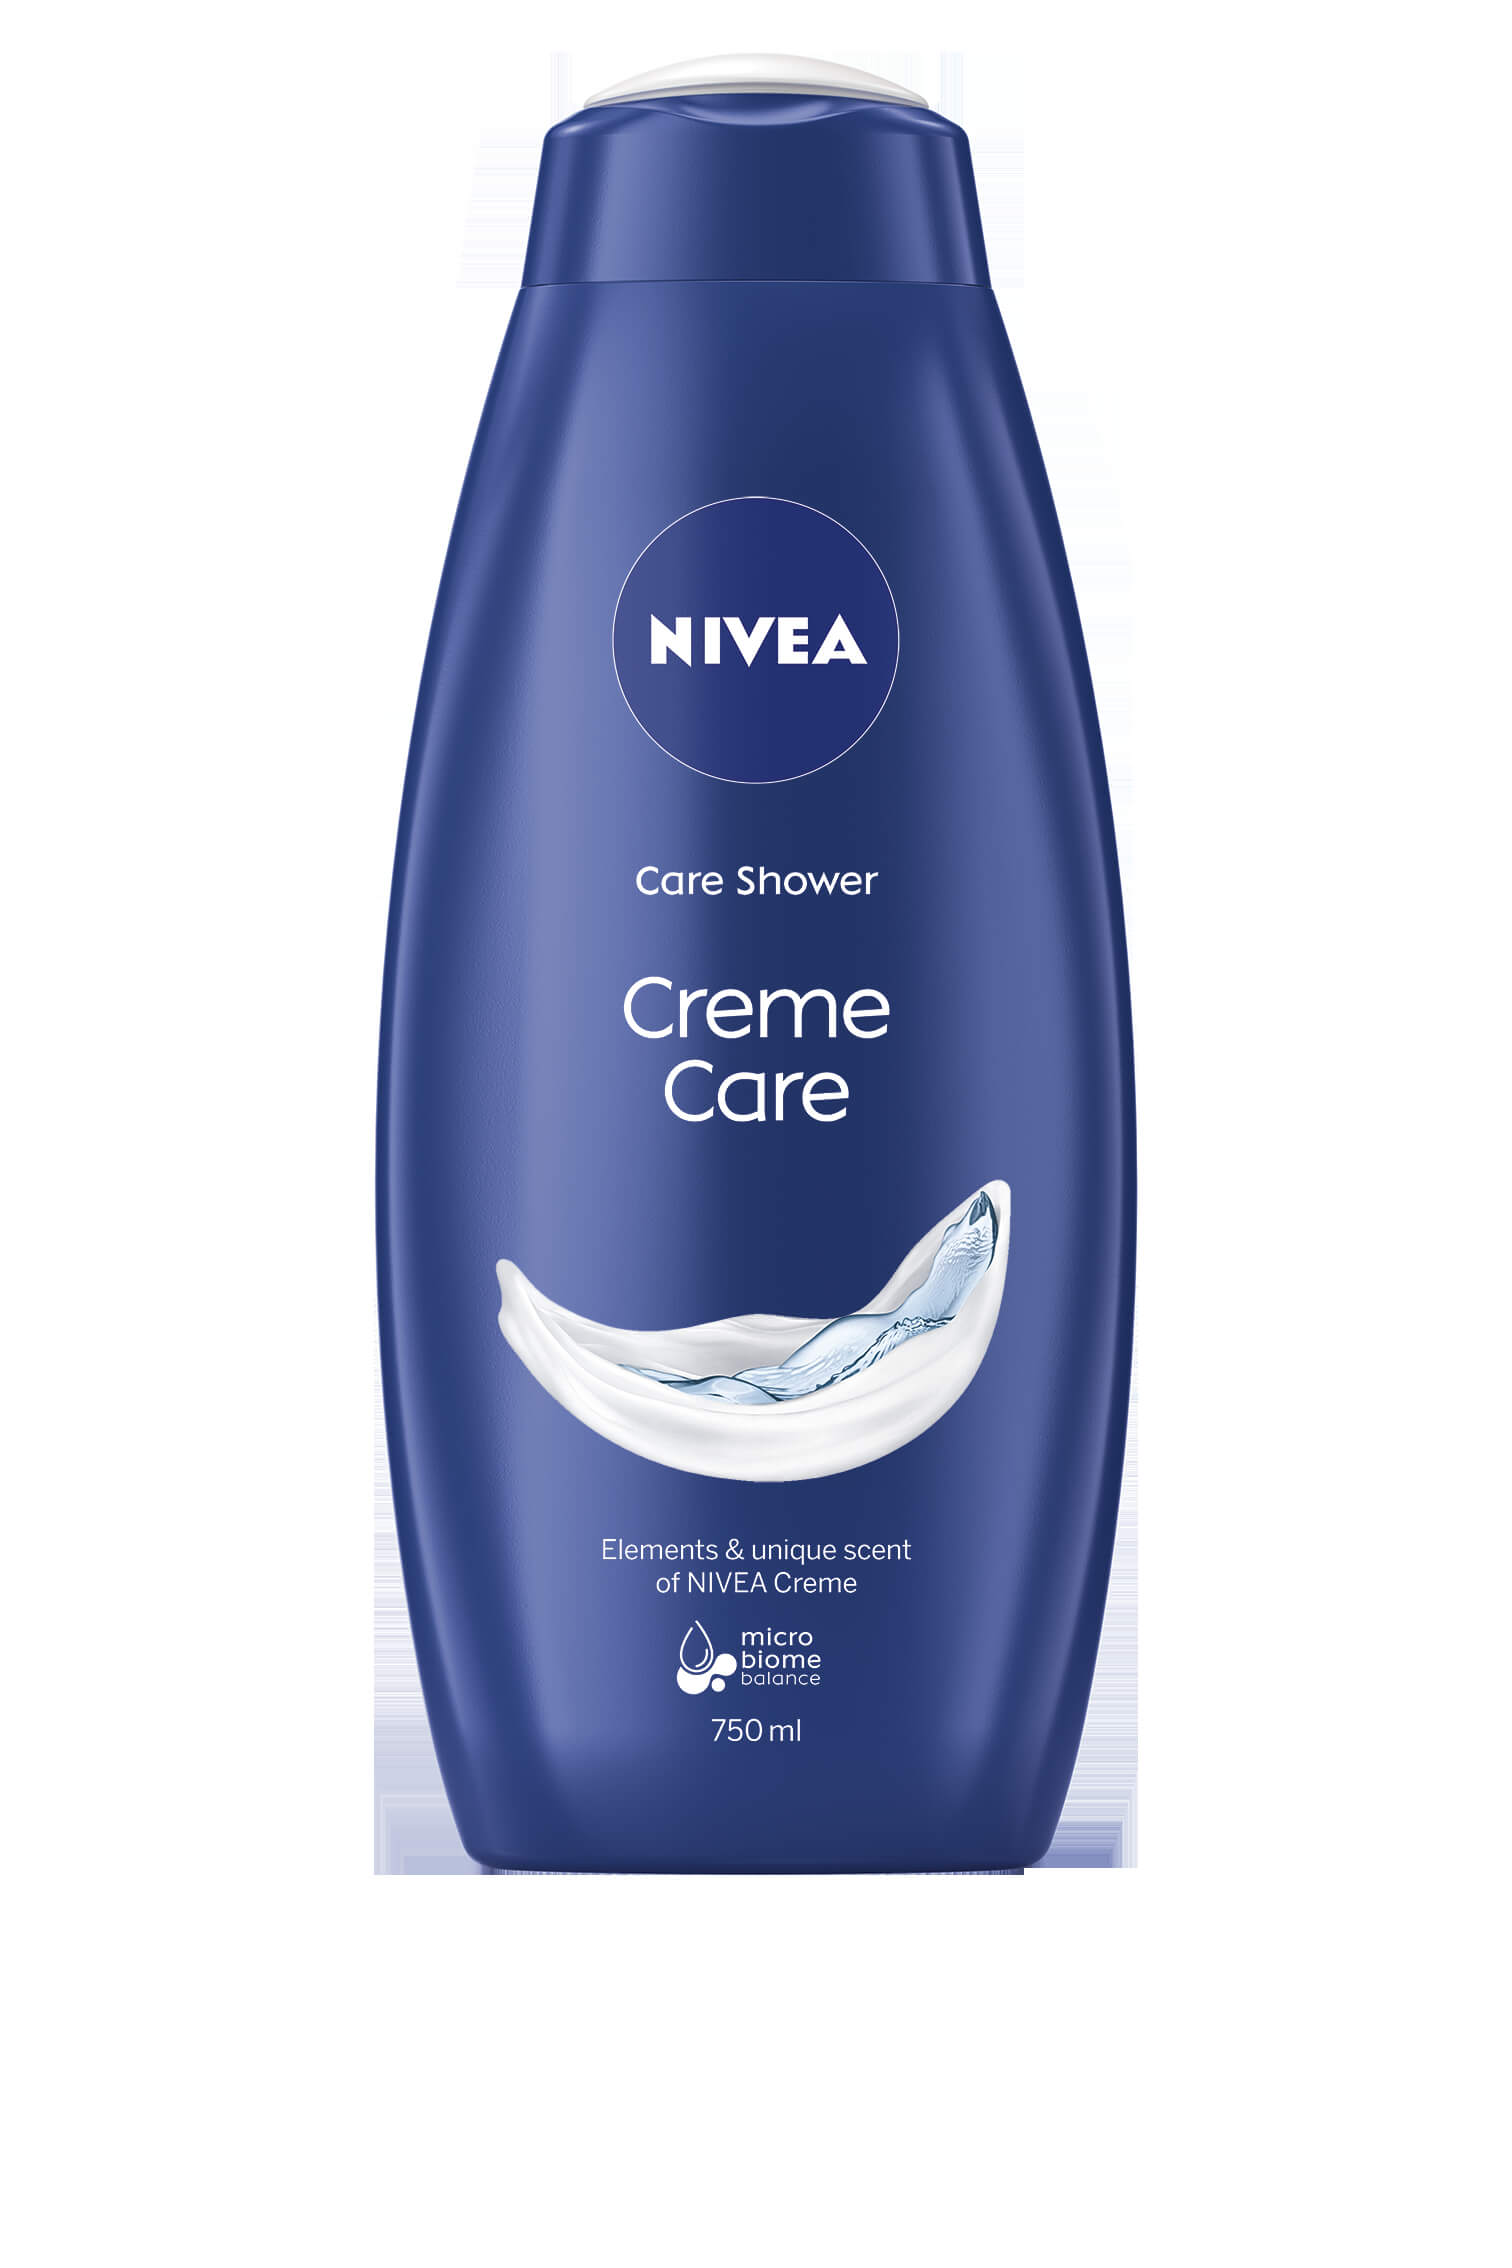 NIVEA
Care Shower
Creme
Care
Elements & unique scent
of NIVEA Creme
micro
biome
balance
750 ml